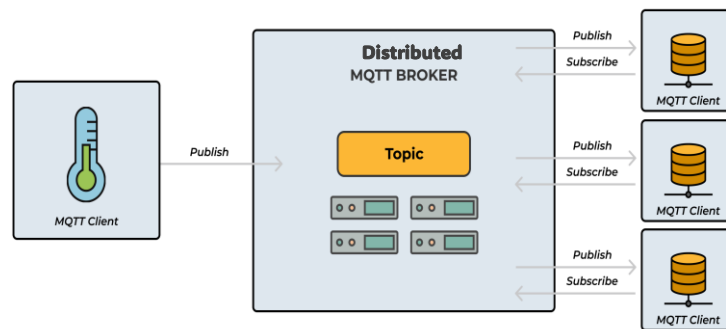 MQTT Client
Publish
Distributed
MQTT BROKER
Topic
Publish
Subscribe
MQTT Client
Publish
Subscribe
MQTT Client
Publish
Subscribe
MQTT Client